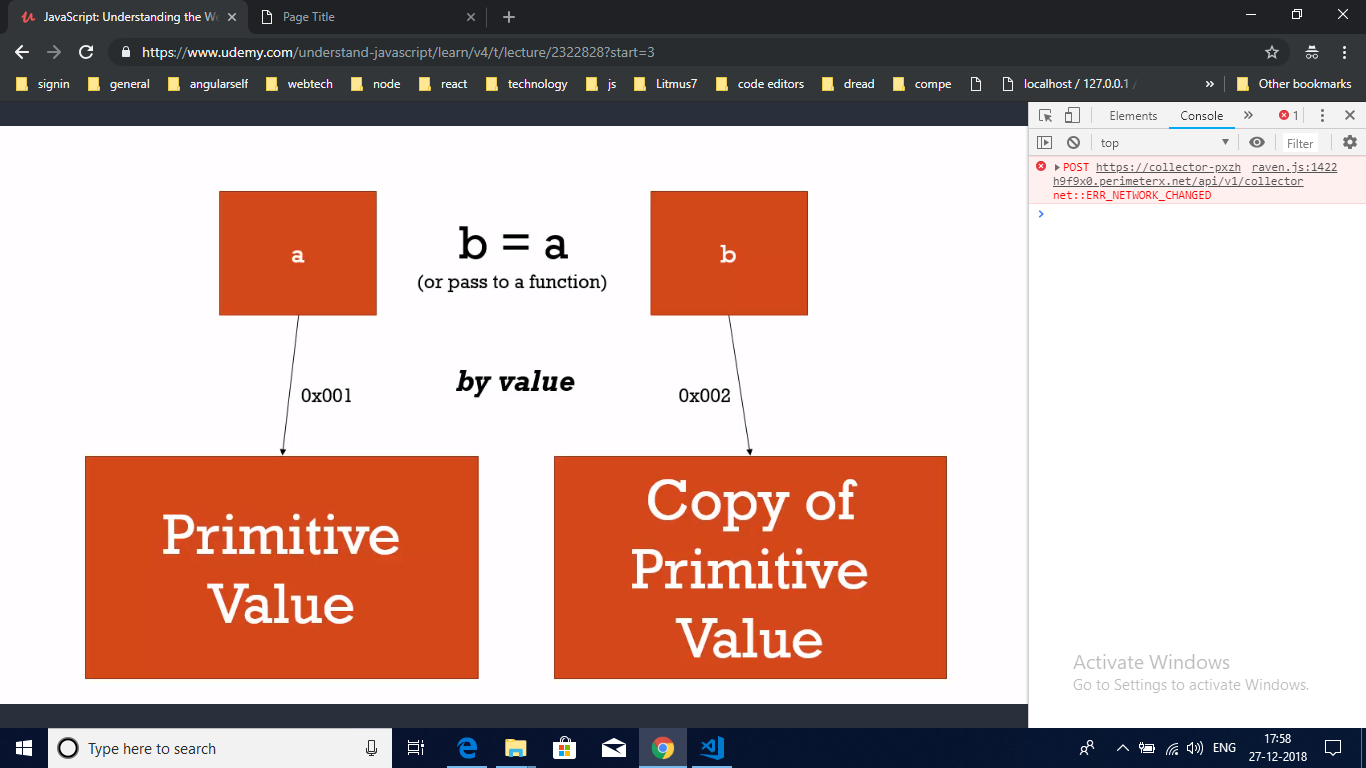 JavaScript: Understanding the We
Page Title
https://www.udemy.com/understand-javascript/learn/v4/t/lecture/2322828?start=3
signin general angularself webtech node react technology js Litmus7 code editors dread compe localhost / 127.0.0.1 / » Other bookmarks
Elements Console » 1
top Filter
POST https://collector-pxzh raven.js:1422
h9f9x0.perimeterx.net/api/v1/collector
net::ERR_NETWORK_CHANGED
a
b = a
(or pass to a function)
b
by value
0x001
0x002
Primitive
Value
Copy of
Primitive
Value
Activate Windows
Go to Settings to activate Windows.
Type here to search
ENG
17:58
27-12-2018